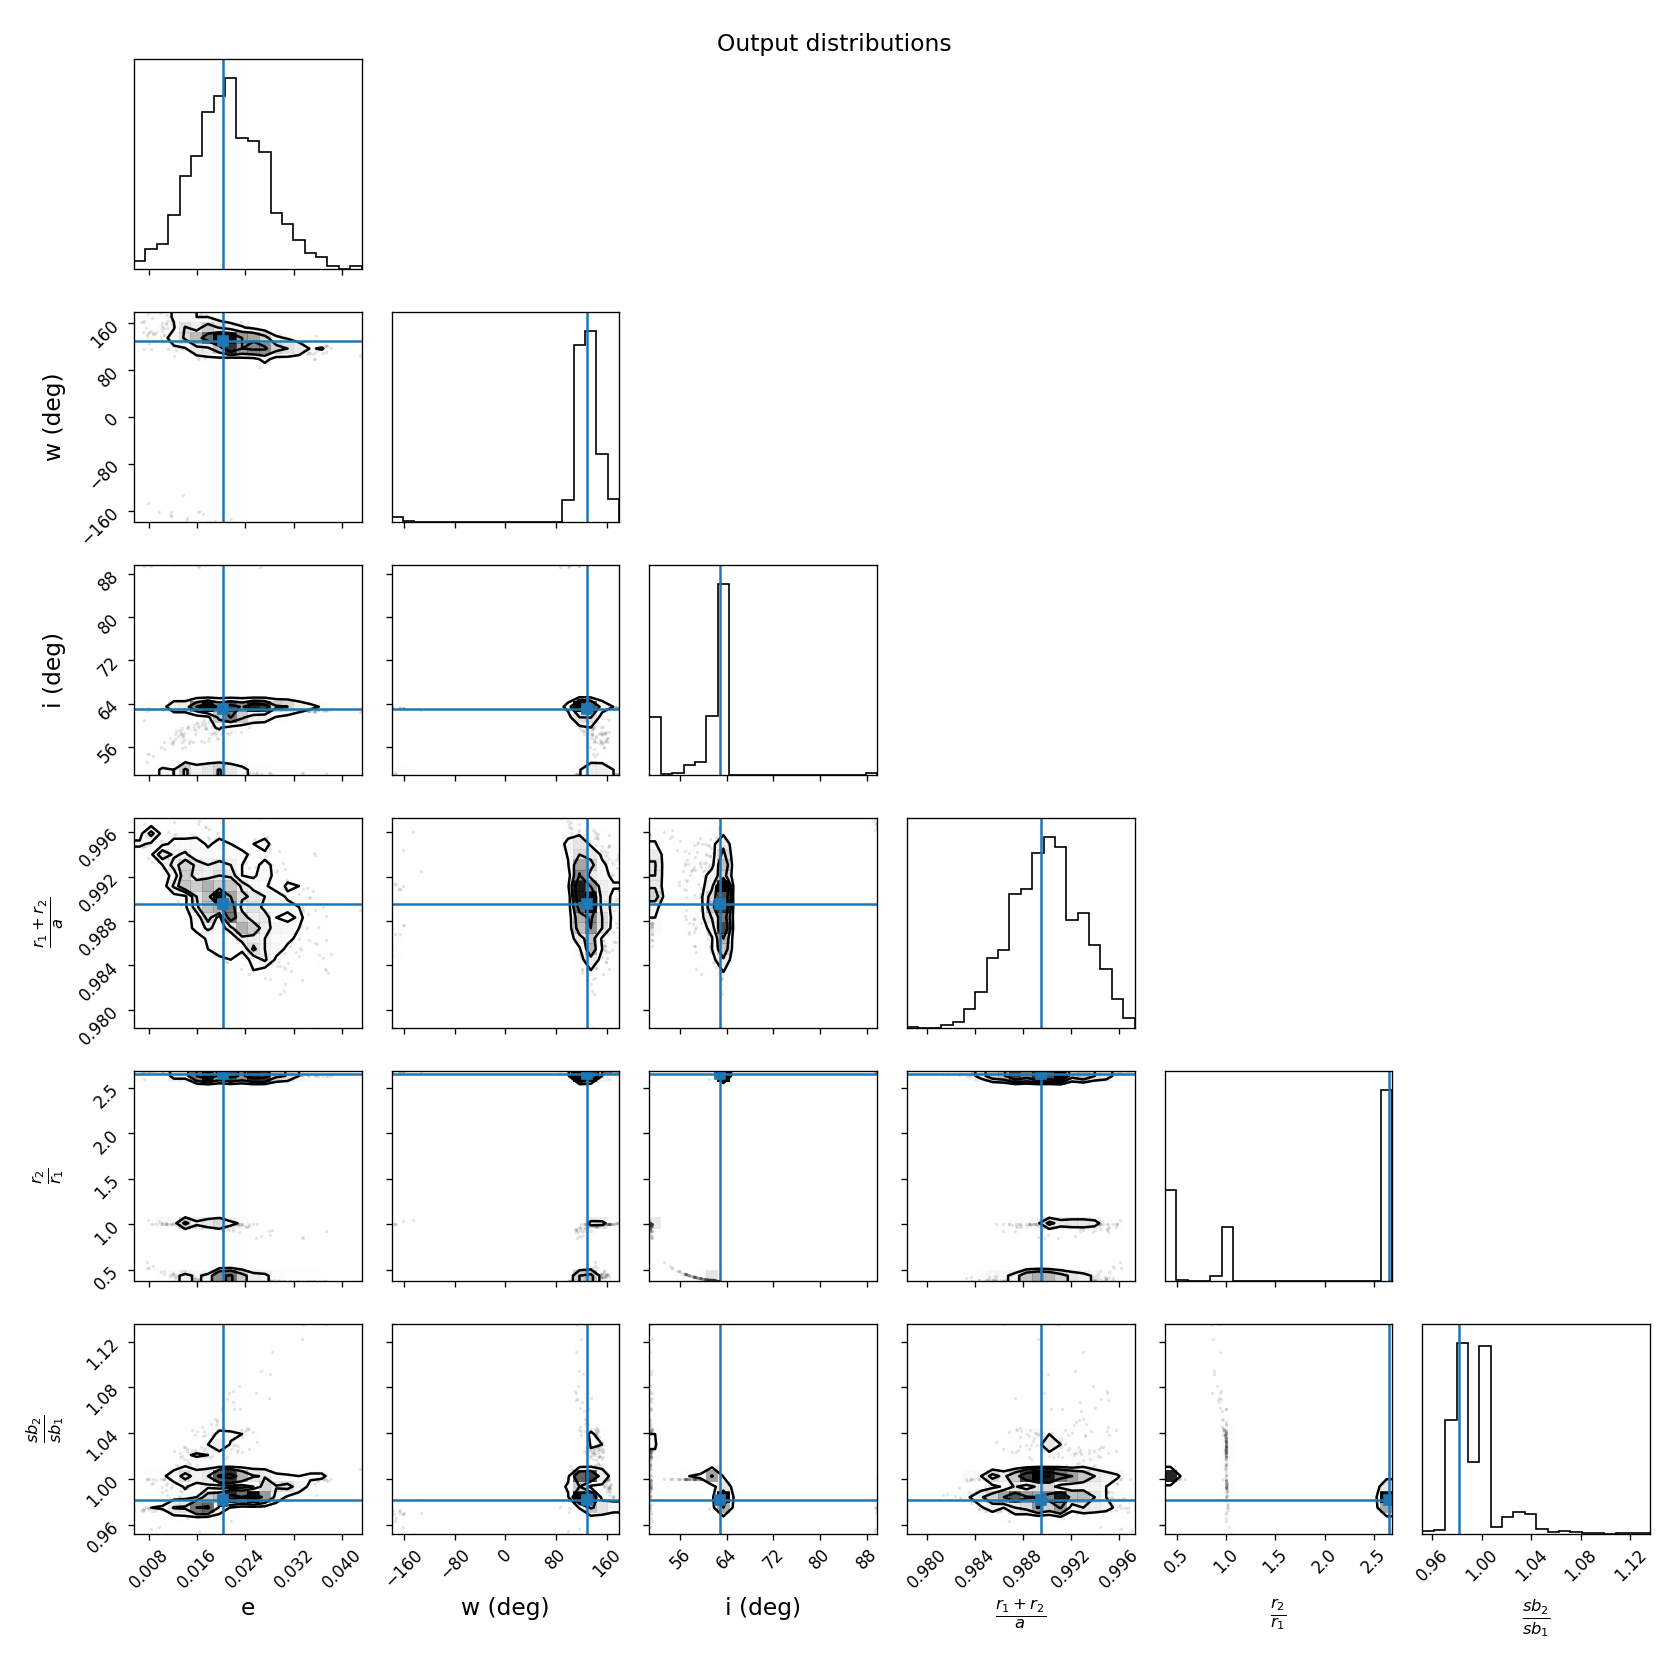 Output distributions
160
80
0
−80
−160
w (deg)
88
80
72
64
56
i (deg)
0.996
0.992
0.988
0.984
0.980
r₁ + r₂
a
2.5
2.0
1.5
1.0
0.5
r₂
r₁
1.12
1.08
1.04
1.00
0.96
sb₂
sb₁
0.008 0.016 0.024 0.032 0.040 −160 −80 0 80 160 56 64 72 80 88 0.980 0.984 0.988 0.992 0.996 0.5 1.0 1.5 2.0 2.5 0.96 1.00 1.04 1.08 1.12
e w (deg) i (deg) r₁ + r₂ r₂ sb₂
a r₁ sb₁